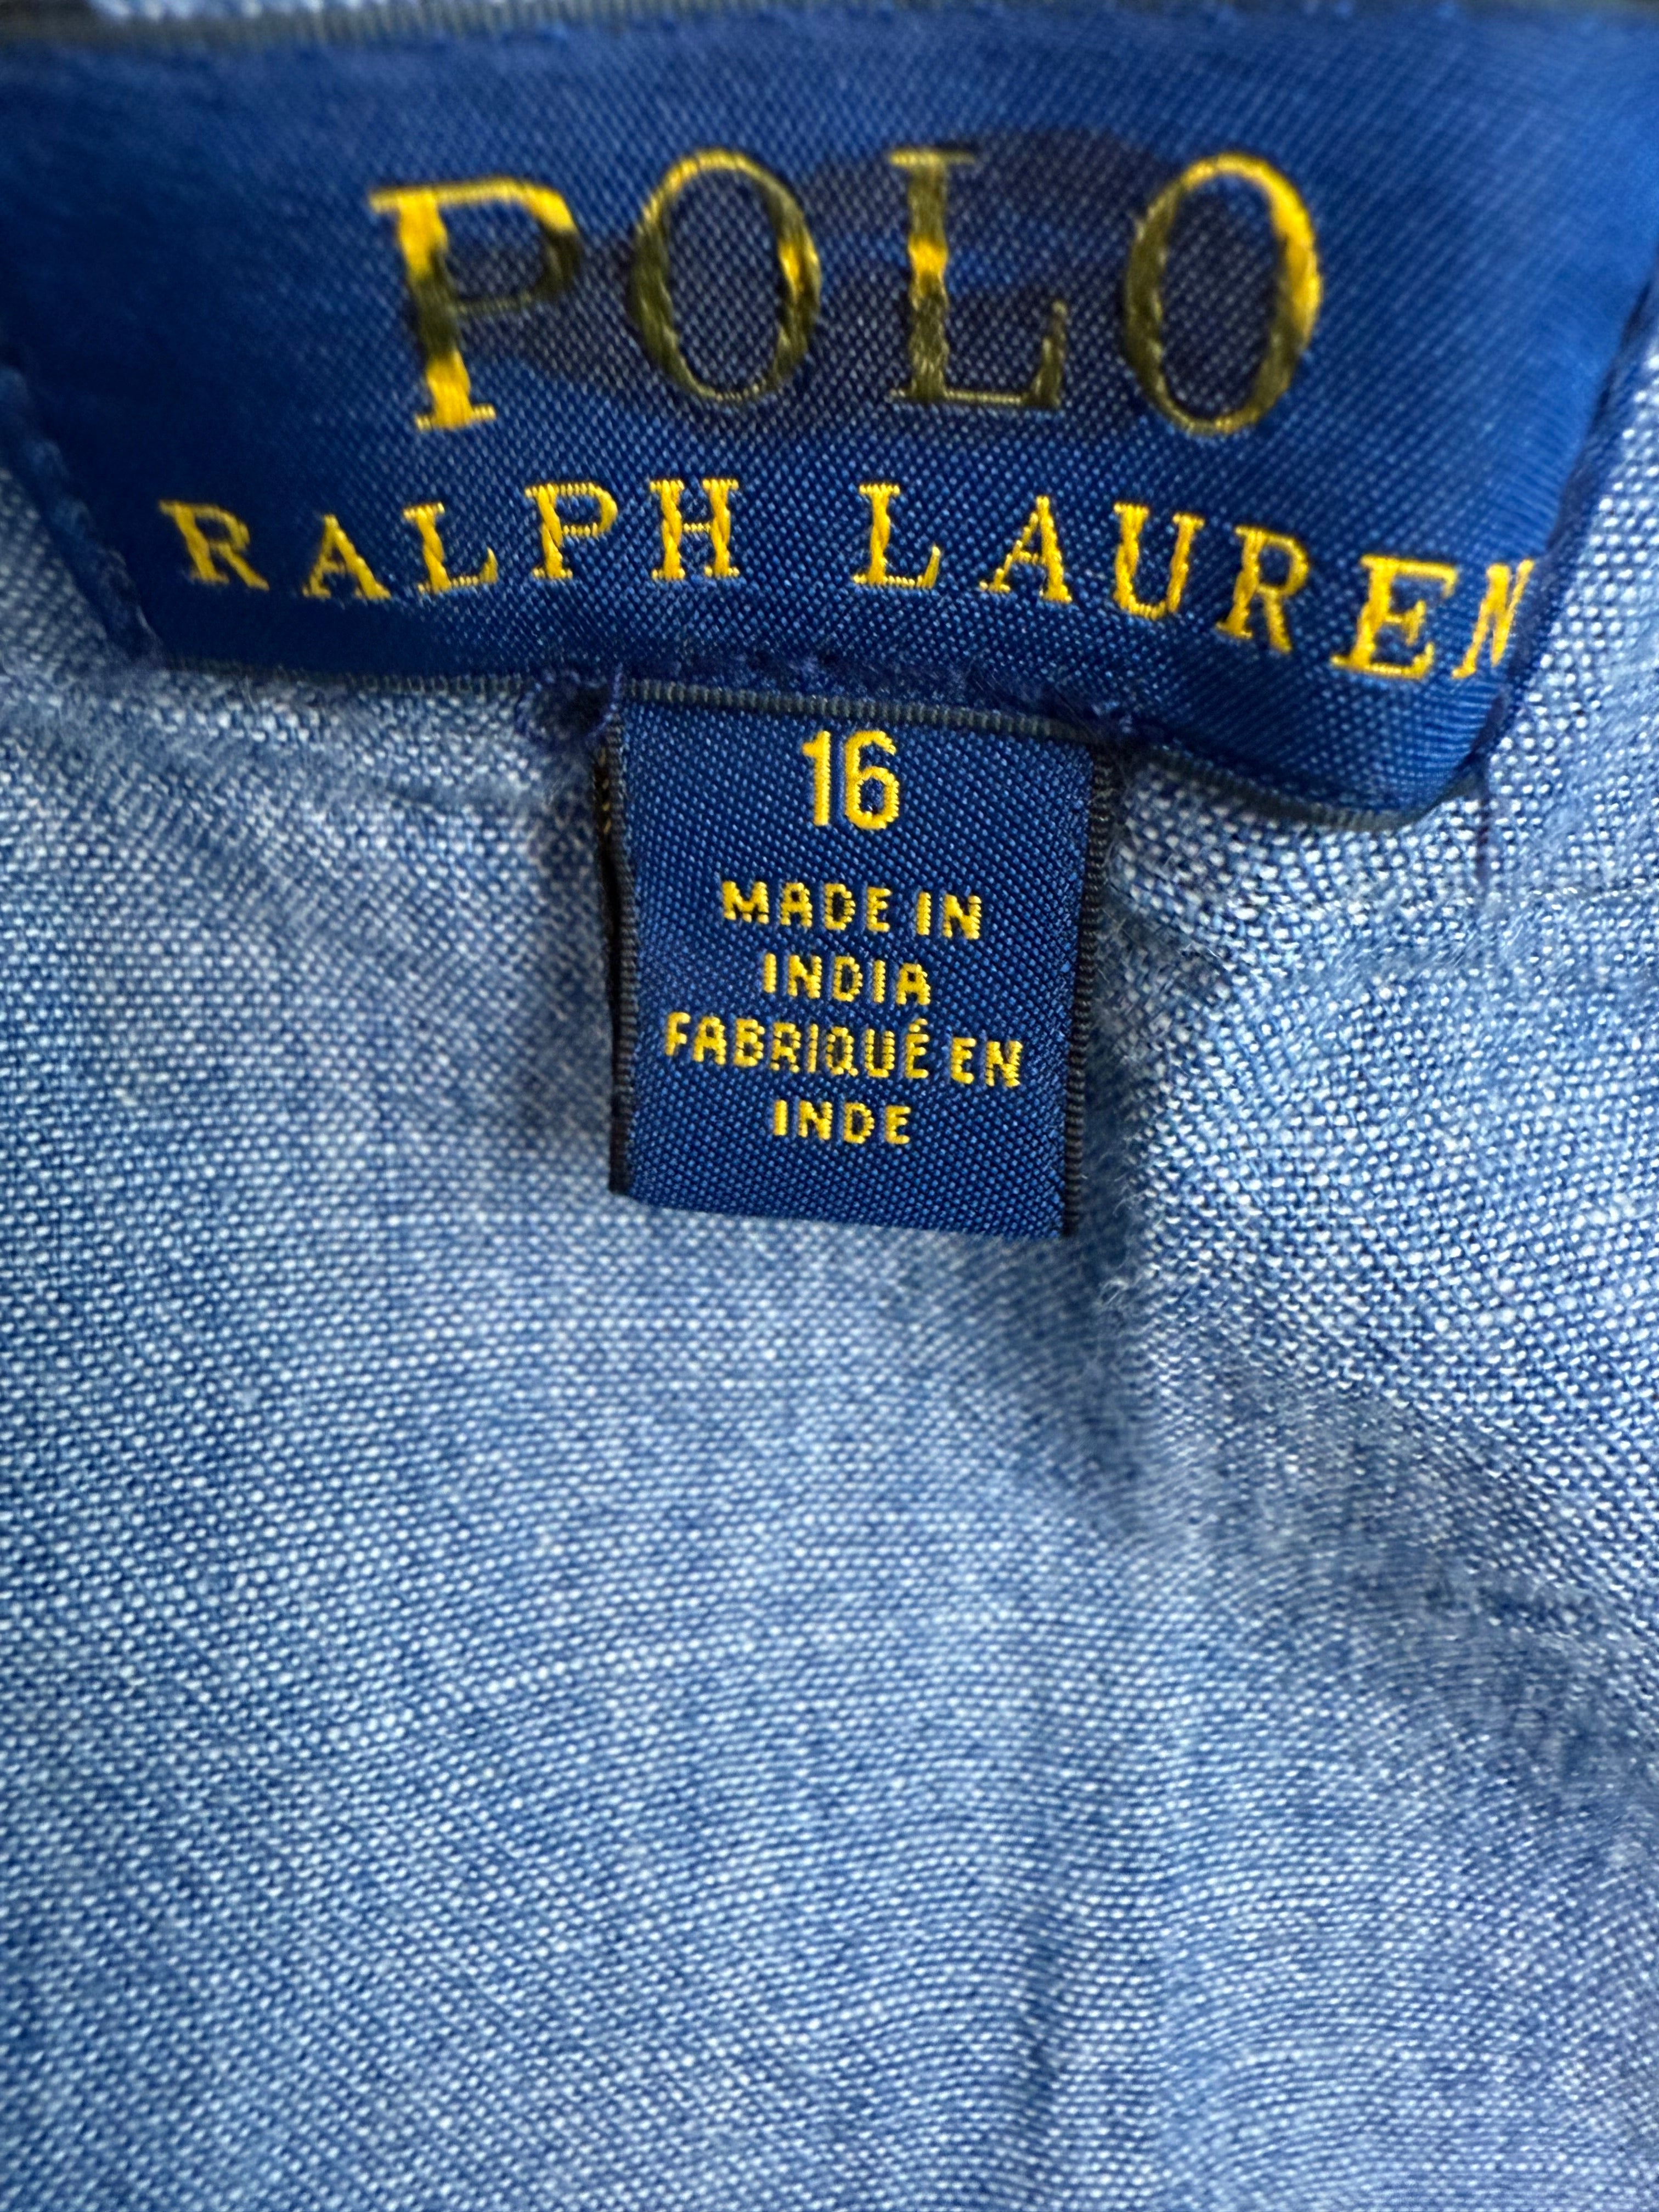 POLO
RALPH LAUREN
16
MADE IN
INDIA
FABRIQUÉ EN
INDE